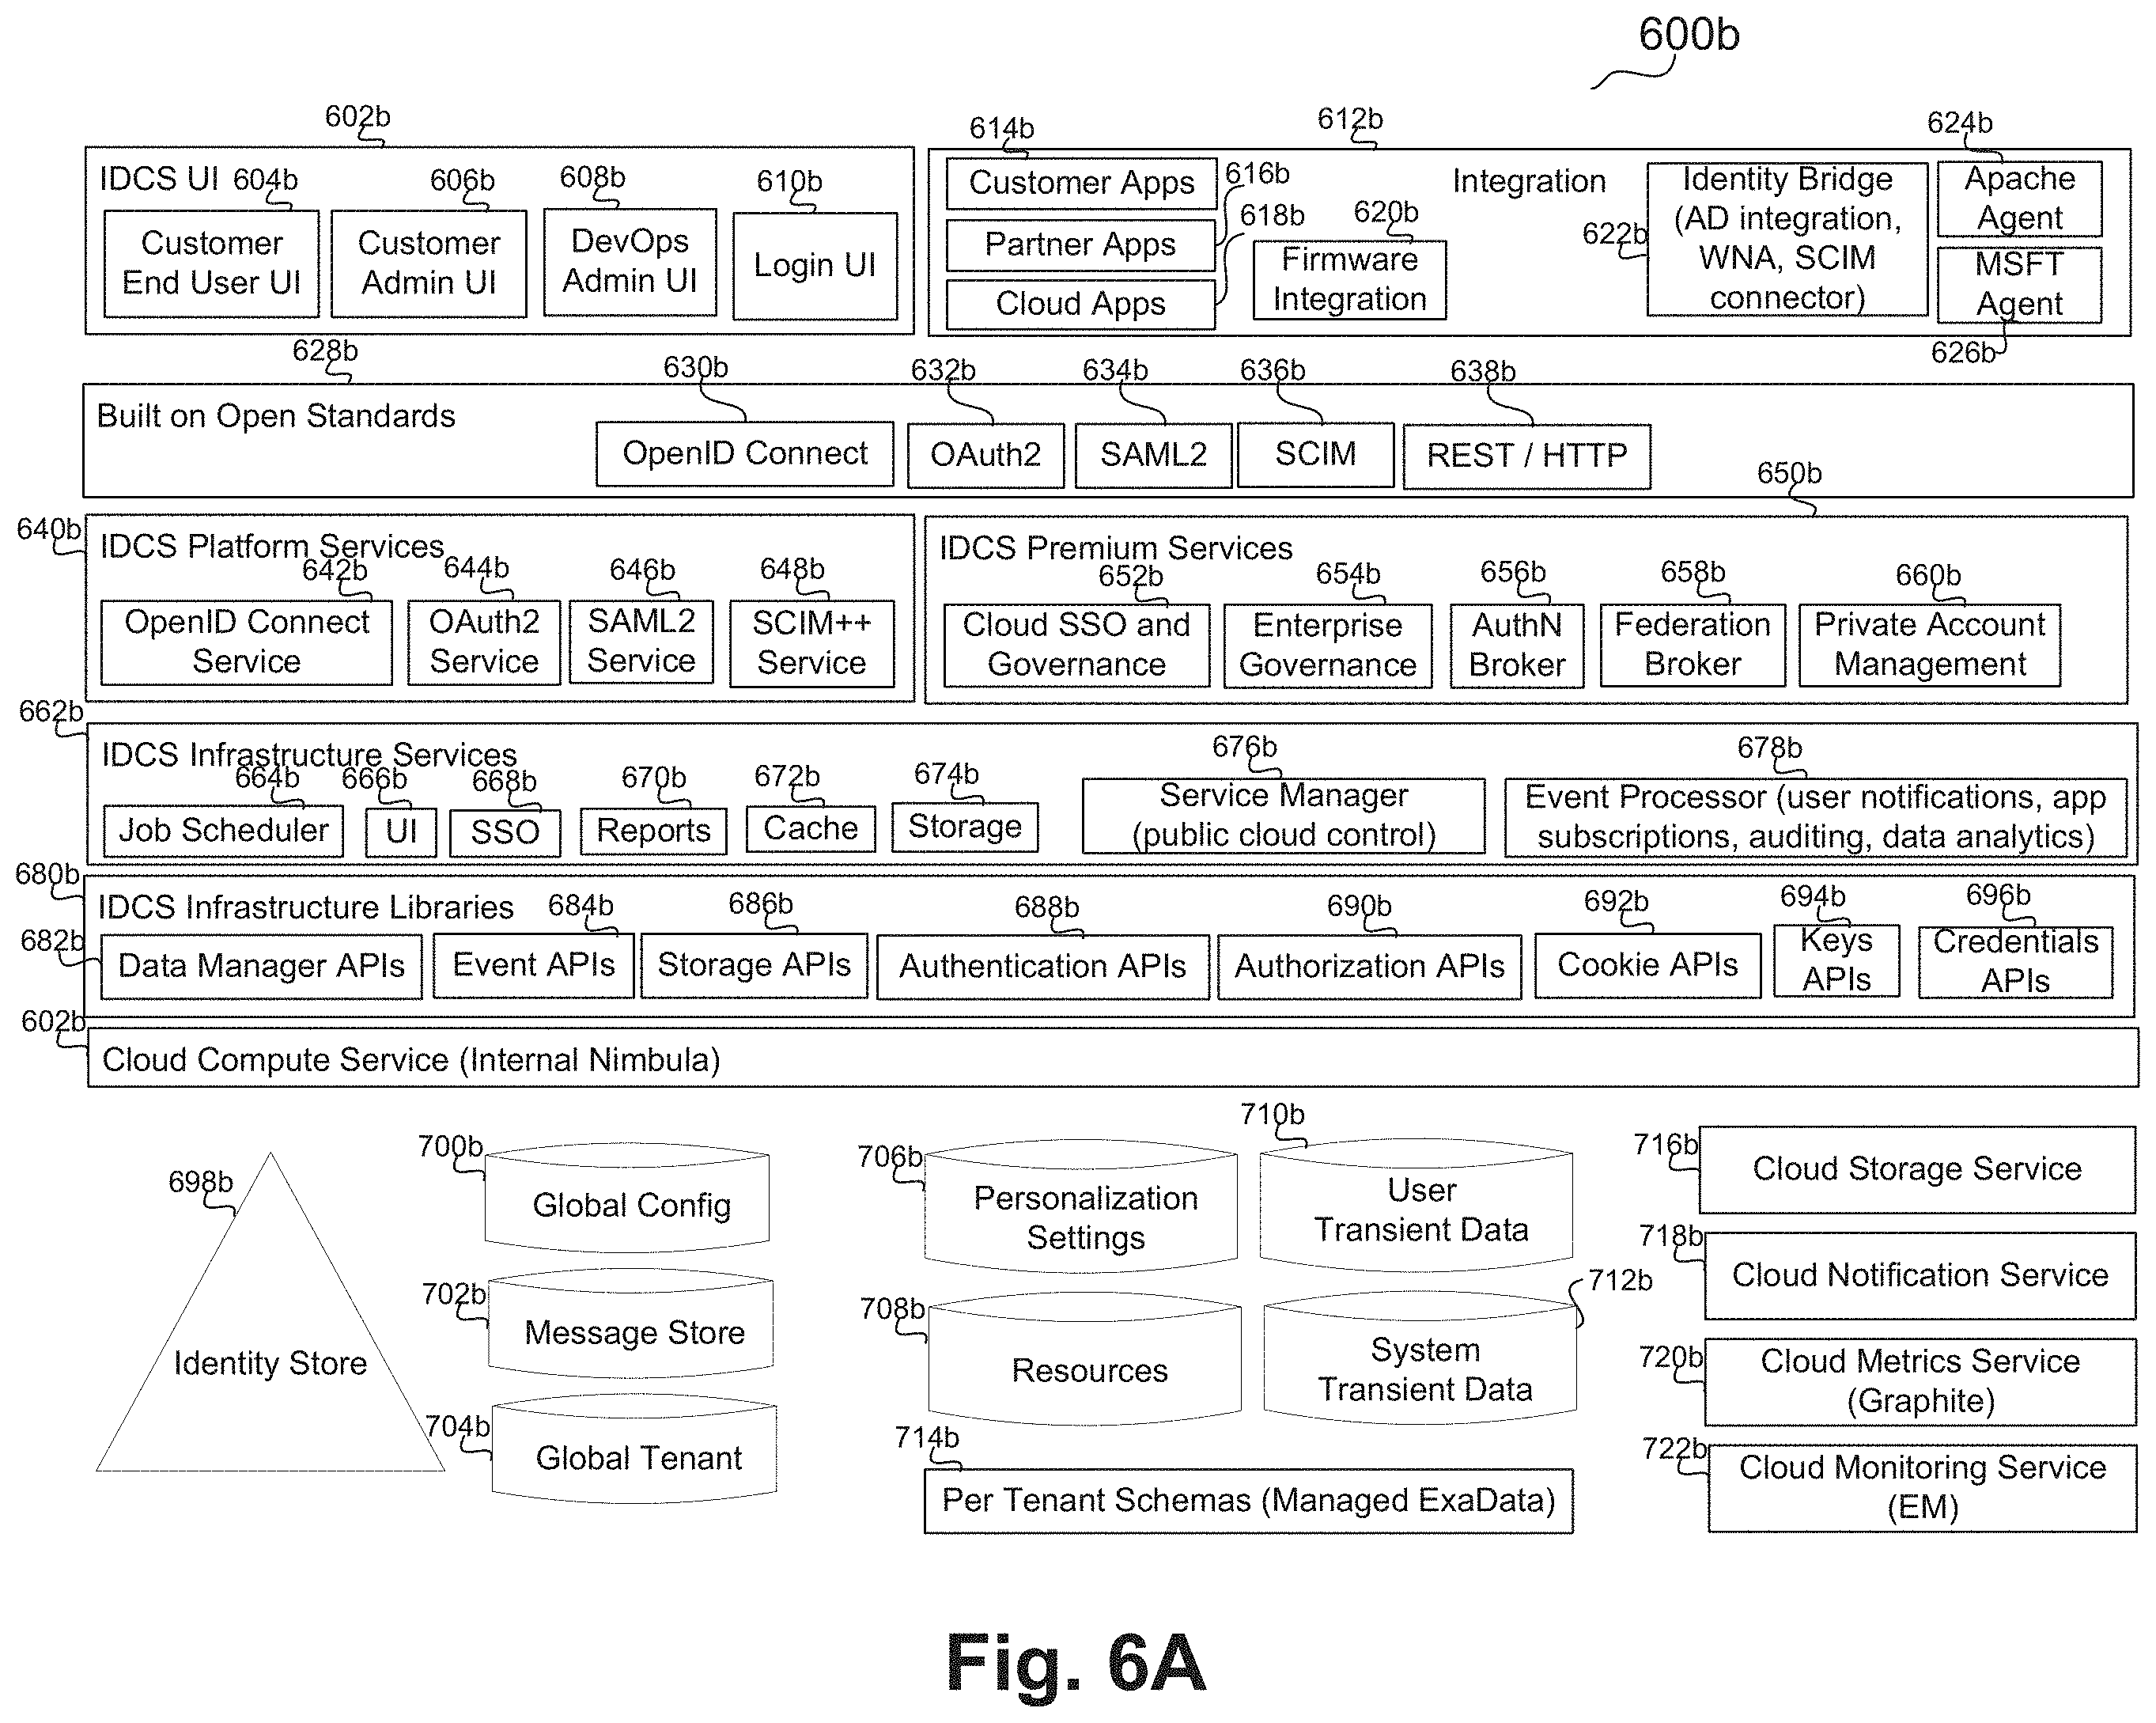 600b
602b
IDCS UI
604b
Customer
End User UI
606b
Customer
Admin UI
608b
DevOps
Admin UI
610b
Login UI
612b
Integration
614b
Customer Apps
616b
Partner Apps
618b
Cloud Apps
620b
Firmware
Integration
622b
Identity Bridge
(AD integration,
WNA, SCIM
connector)
624b
Apache
Agent
MSFT
Agent
626b
628b
Built on Open Standards
630b
OpenID Connect
632b
OAuth2
634b
SAML2
636b
SCIM
638b
REST / HTTP
640b
IDCS Platform Services
642b
OpenID Connect
Service
644b
OAuth2
Service
646b
SAML2
Service
648b
SCIM++
Service
650b
IDCS Premium Services
652b
Cloud SSO and
Governance
654b
Enterprise
Governance
656b
AuthN
Broker
658b
Federation
Broker
660b
Private Account
Management
662b
IDCS Infrastructure Services
664b
Job Scheduler
666b
UI
668b
SSO
670b
Reports
672b
Cache
674b
Storage
676b
Service Manager
(public cloud control)
678b
Event Processor (user notifications, app
subscriptions, auditing, data analytics)
680b
IDCS Infrastructure Libraries
682b
Data Manager APIs
684b
Event APIs
686b
Storage APIs
688b
Authentication APIs
690b
Authorization APIs
692b
Cookie APIs
694b
Keys
APIs
696b
Credentials
APIs
602b
Cloud Compute Service (Internal Nimbula)
698b
Identity Store
700b
Global Config
702b
Message Store
704b
Global Tenant
706b
Personalization
Settings
708b
Resources
710b
User
Transient Data
712b
System
Transient Data
714b
Per Tenant Schemas (Managed ExaData)
716b
Cloud Storage Service
718b
Cloud Notification Service
720b
Cloud Metrics Service
(Graphite)
722b
Cloud Monitoring Service
(EM)
Fig. 6A